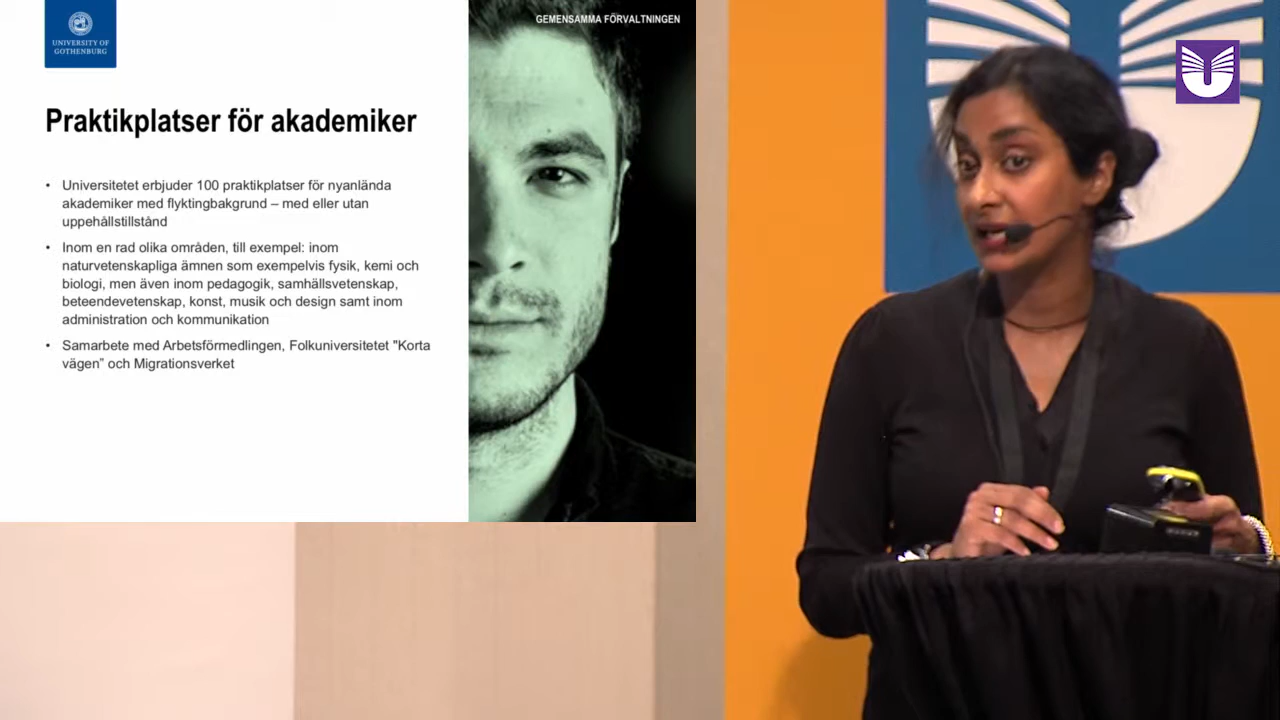 UNIVERSITY OF
GOTHENBURG
GEMENSAMMA FÖRVALTNINGEN
Praktikplatser för akademiker
• Universitetet erbjuder 100 praktikplatser för nyanlända
akademiker med flyktingbakgrund – med eller utan
uppehållstillstånd
• Inom en rad olika områden, till exempel: inom
naturvetenskapliga ämnen som exempelvis fysik, kemi och
biologi, men även inom pedagogik, samhällsvetenskap,
beteendevetenskap, konst, musik och design samt inom
administration och kommunikation
• Samarbete med Arbetsförmedlingen, Folkuniversitetet "Korta
vägen" och Migrationsverket